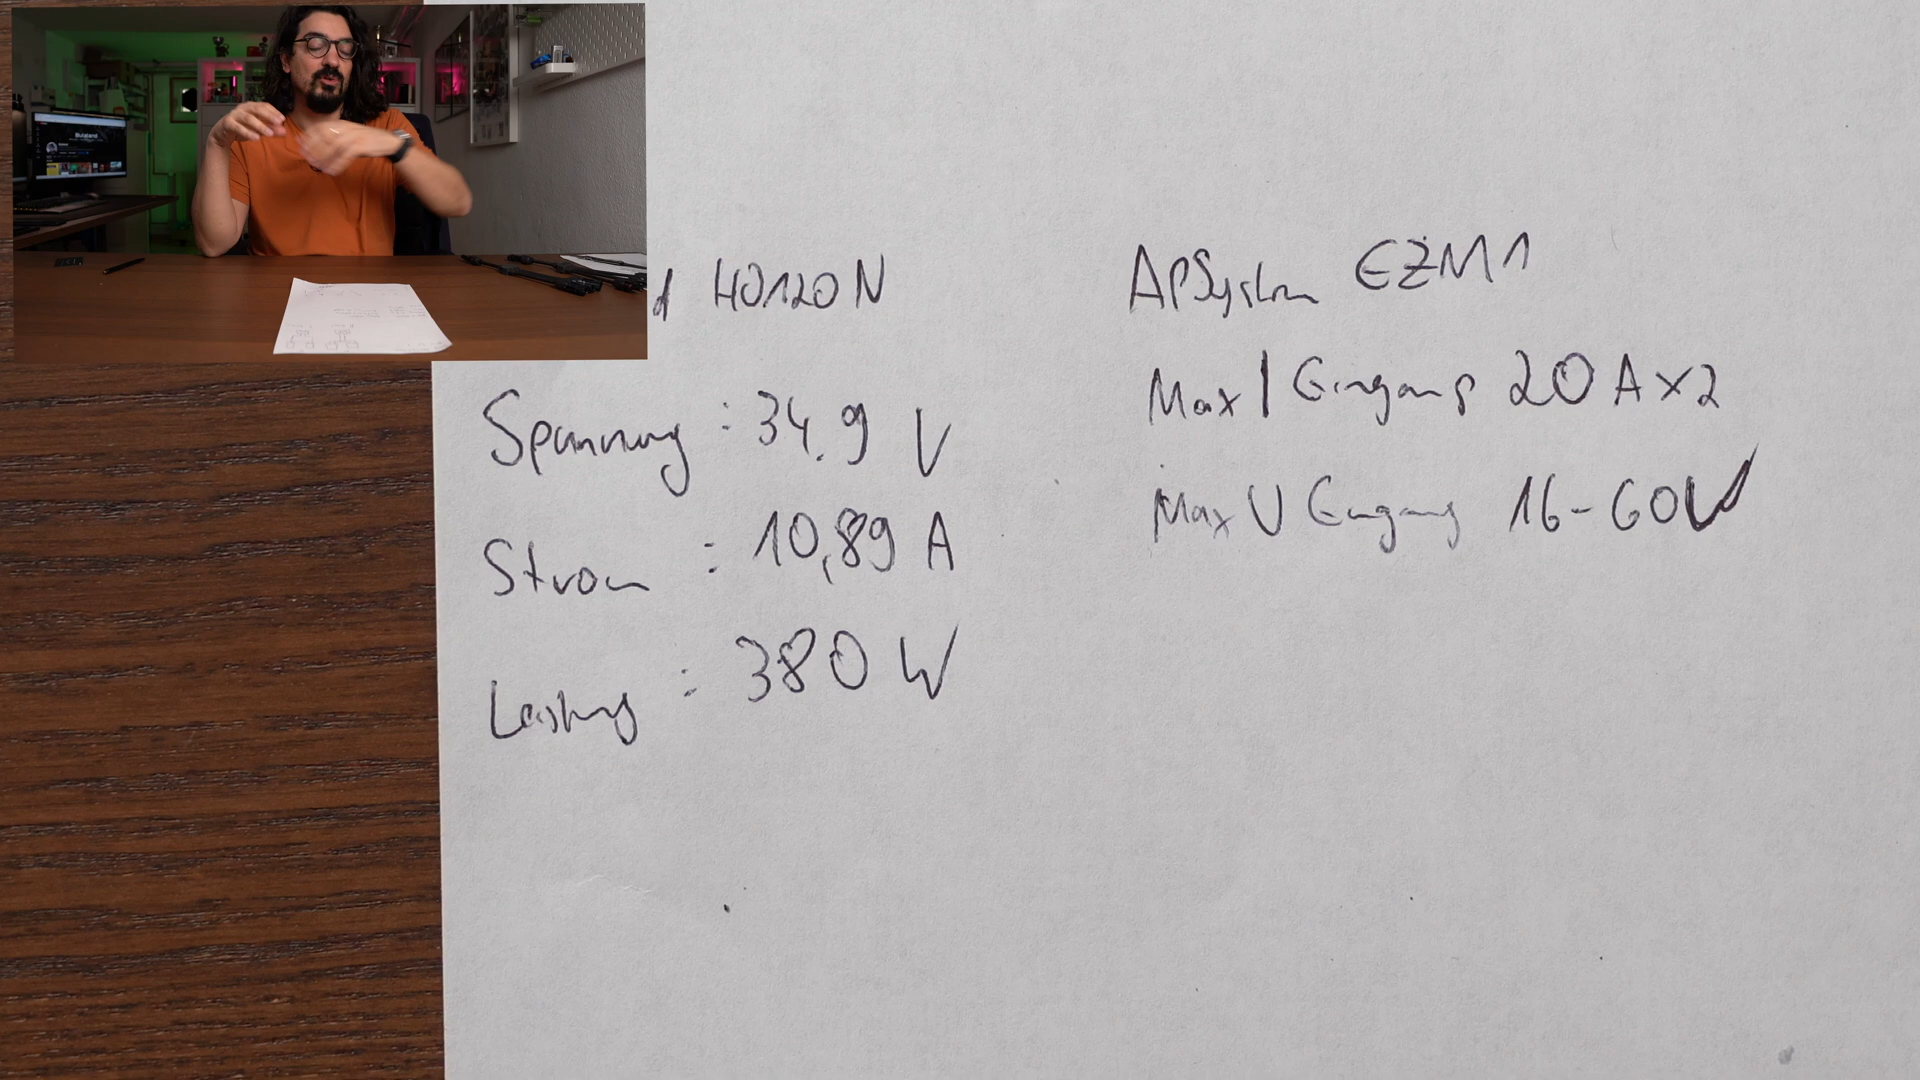 d HO120N
Spannung : 34.9 V
Strom : 10,89 A
Leistung : 380 W
APSystem EZM1
Max I Eingang 20 A x2
Max U Eingang 16-60V